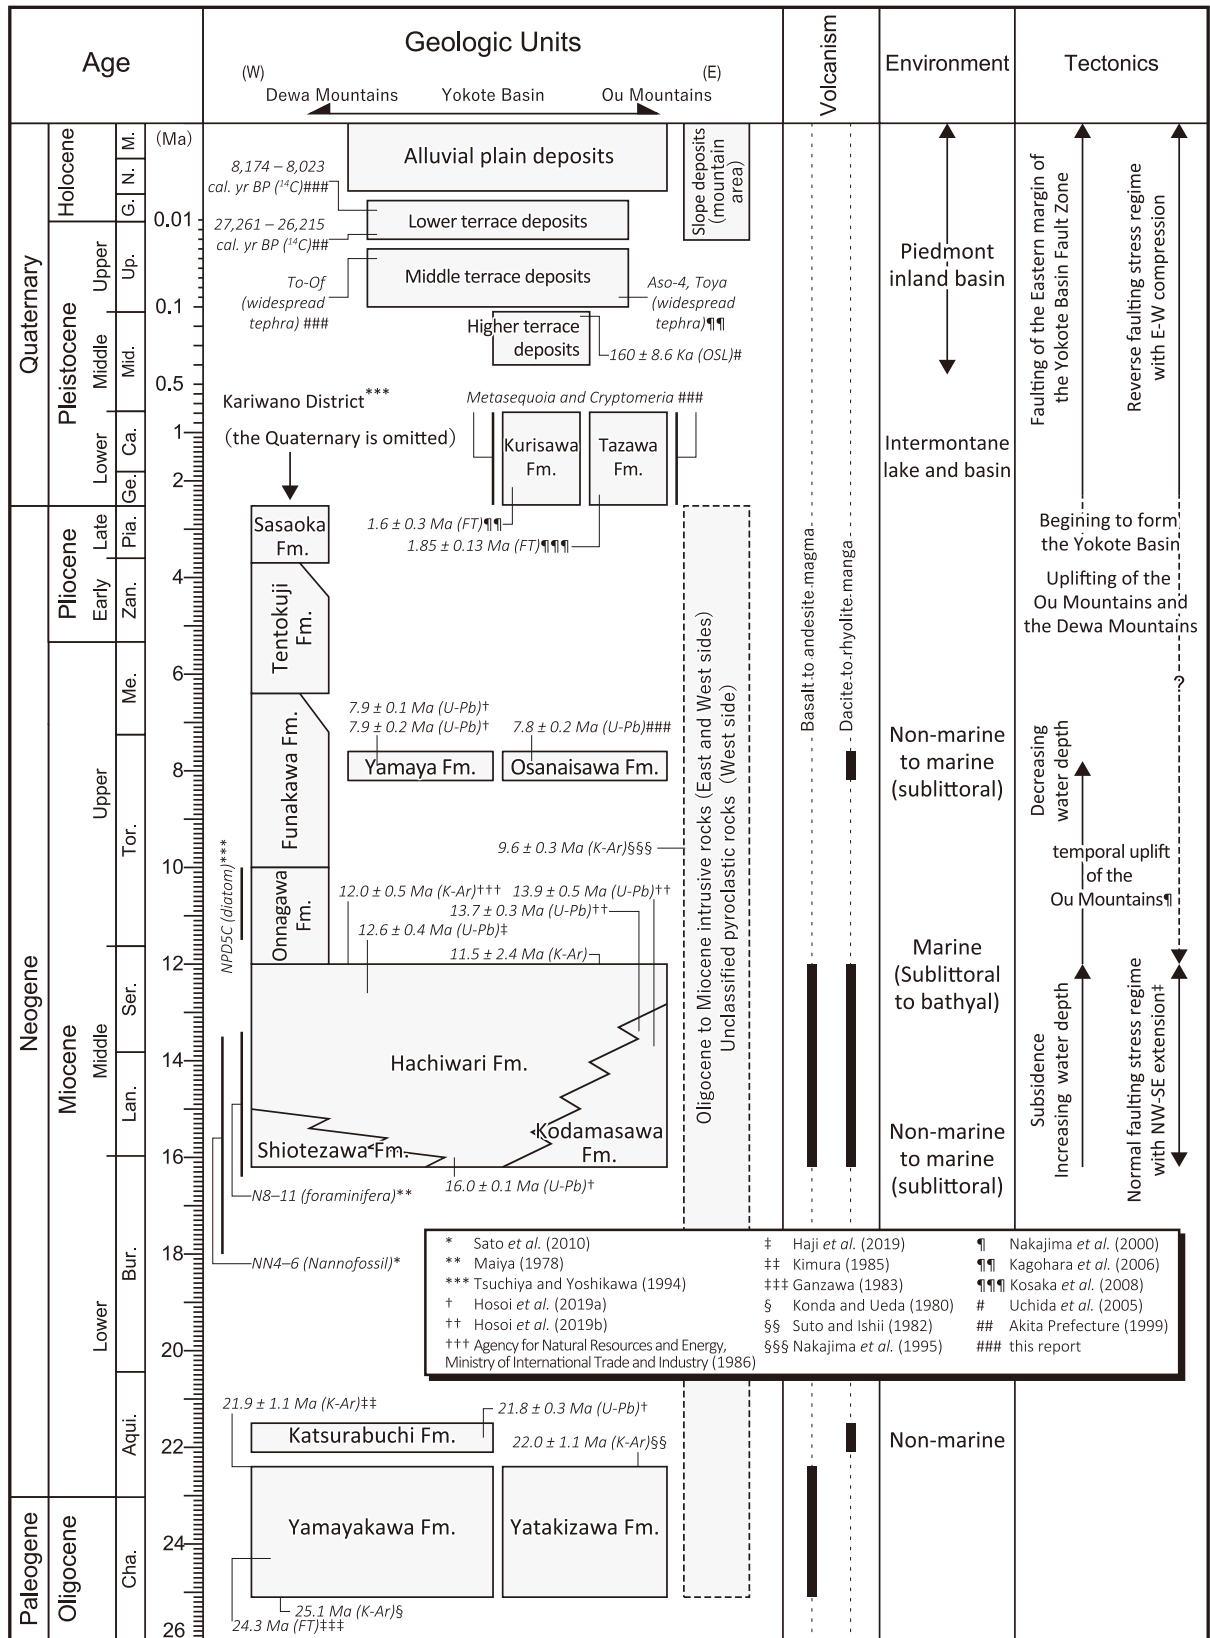 Age
Geologic Units
(W)
(E)
Dewa Mountains
Yokote Basin
Ou Mountains
Volcanism
Environment
Tectonics
(Ma)
0.01
0.1
0.5
1
2
4
6
8
10
12
14
16
18
20
22
24
26
Quaternary
Neogene
Paleogene
Holocene
Pleistocene
Pliocene
Miocene
Oligocene
Upper
Middle
Lower
Late
Early
Upper
Middle
Lower
M.
N.
G.
Up.
Mid.
Ca.
Ge.
Pia.
Zan.
Me.
Tor.
Ser.
Lan.
Bur.
Aqui.
Cha.
Alluvial plain deposits
Slope deposits
(mountain
area)
8,174 – 8,023
cal. yr BP (14C)###
Lower terrace deposits
27,261 – 26,215
cal. yr BP (14C)##
Middle terrace deposits
To-Of
(widespread
tephra) ###
Aso-4, Toya
(widespread
tephra)¶¶
Higher terrace
deposits
160 ± 8.6 Ka (OSL)#
Kariwano District***
(the Quaternary is omitted)
Metasequoia and Cryptomeria ###
Kurisawa
Fm.
Tazawa
Fm.
1.6 ± 0.3 Ma (FT)¶¶
1.85 ± 0.13 Ma (FT)¶¶¶
Sasaoka
Fm.
Tentokuji
Fm.
Funakawa Fm.
Onnagawa
Fm.
7.9 ± 0.1 Ma (U-Pb)†
7.9 ± 0.2 Ma (U-Pb)†
7.8 ± 0.2 Ma (U-Pb)###
Yamaya Fm.
Osanaisawa Fm.
9.6 ± 0.3 Ma (K-Ar)§§§
NPD5C (diatom)***
12.0 ± 0.5 Ma (K-Ar)†††
13.9 ± 0.5 Ma (U-Pb)††
13.7 ± 0.3 Ma (U-Pb)††
12.6 ± 0.4 Ma (U-Pb)‡
11.5 ± 2.4 Ma (K-Ar)
Hachiwari Fm.
Shiotezawa Fm.
Kodamasawa
Fm.
16.0 ± 0.1 Ma (U-Pb)†
N8–11 (foraminifera)**
NN4–6 (Nannofossil)*
Oligocene to Miocene intrusive rocks (East and West sides)
Unclassified pyroclastic rocks (West side)
Basalt to andesite magma
Dacite to rhyolite manga
Piedmont
inland basin
Intermontane
lake and basin
Non-marine
to marine
(sublittoral)
Marine
(Sublittoral
to bathyal)
Non-marine
to marine
(sublittoral)
Non-marine
Faulting of the Eastern margin of
the Yokote Basin Fault Zone
Reverse faulting stress regime
with E-W compression
Begining to form
the Yokote Basin
Uplifting of the
Ou Mountains and
the Dewa Mountains
?
Decreasing
water depth
temporal uplift
of the
Ou Mountains¶
Subsidence
Increasing water depth
Normal faulting stress regime
with NW-SE extension‡
* Sato et al. (2010)
** Maiya (1978)
*** Tsuchiya and Yoshikawa (1994)
† Hosoi et al. (2019a)
†† Hosoi et al. (2019b)
††† Agency for Natural Resources and Energy,
Ministry of International Trade and Industry (1986)
‡ Haji et al. (2019)
‡‡ Kimura (1985)
‡‡‡ Ganzawa (1983)
§ Konda and Ueda (1980)
§§ Suto and Ishii (1982)
§§§ Nakajima et al. (1995)
¶ Nakajima et al. (2000)
¶¶ Kagohara et al. (2006)
¶¶¶ Kosaka et al. (2008)
# Uchida et al. (2005)
## Akita Prefecture (1999)
### this report
21.9 ± 1.1 Ma (K-Ar)‡‡
21.8 ± 0.3 Ma (U-Pb)†
Katsurabuchi Fm.
22.0 ± 1.1 Ma (K-Ar)§§
Yamayakawa Fm.
Yatakizawa Fm.
25.1 Ma (K-Ar)§
24.3 Ma (FT)‡‡‡